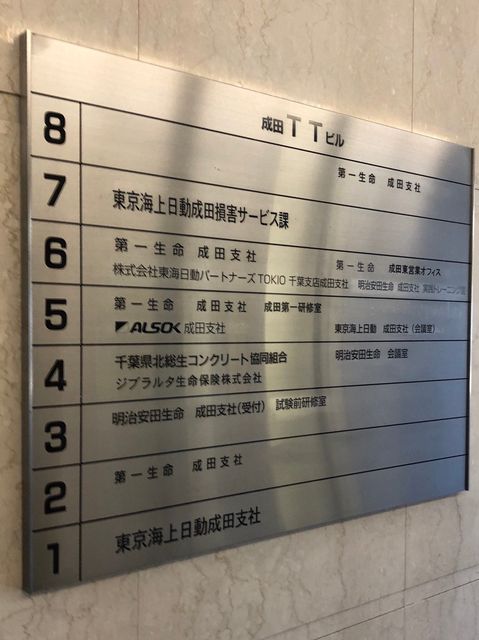 成田TTビル
8 第一生命 成田支社
7 東京海上日動成田損害サービス課
6 第一生命 成田支社 第一生命 成田東営業オフィス
株式会社東海日動パートナーズTOKIO 千葉支店成田支社 明治安田生命 成田支社 実践トレーニング室
5 第一生命 成田支社 成田第一研修室
ALSOK 成田支社 東京海上日動 成田支社(会議室)
4 千葉県北総生コンクリート協同組合 明治安田生命 会議室
ジブラルタ生命保険株式会社
3 明治安田生命 成田支社(受付) 試験前研修室
2 第一生命 成田支社
1 東京海上日動成田支社